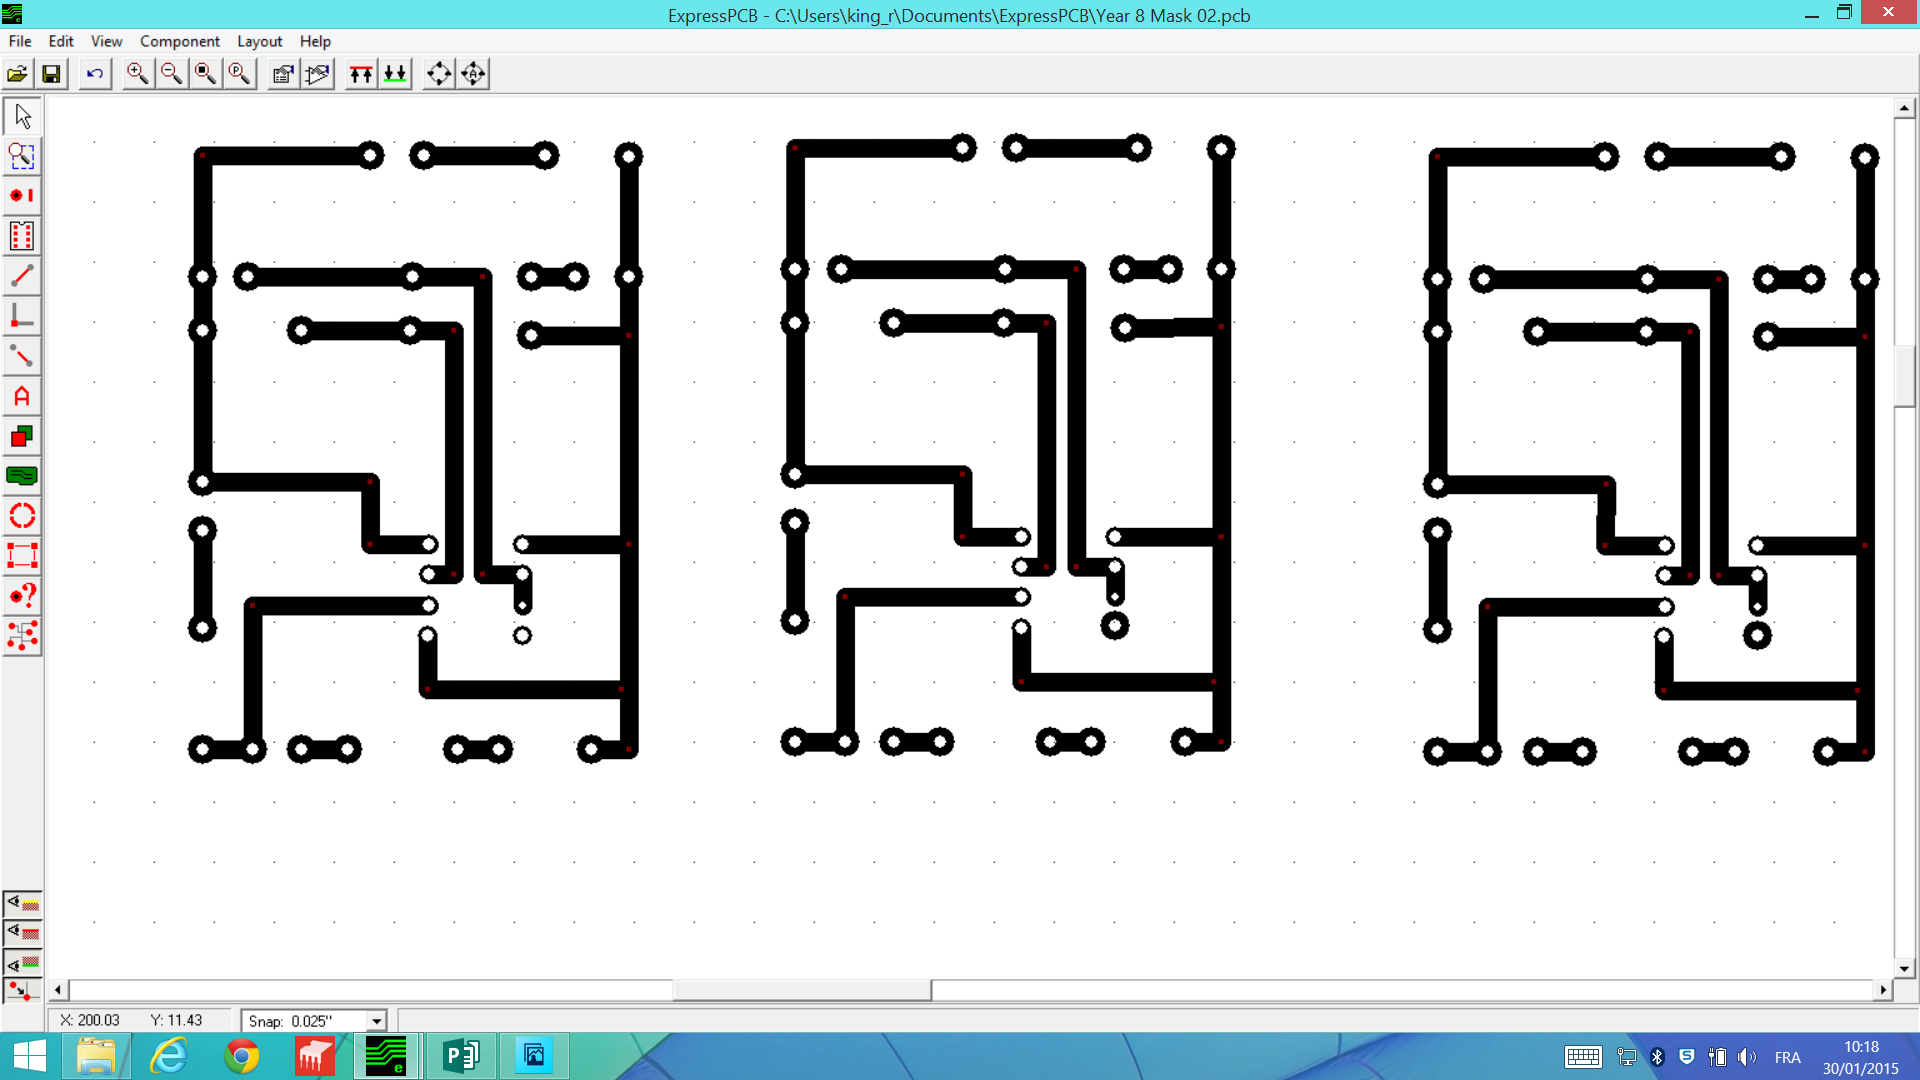 ExpressPCB - C:\Users\king_r\Documents\ExpressPCB\Year 8 Mask 02.pcb
File Edit View Component Layout Help
X: 200.03 Y: 11.43 Snap: 0.025"
FRA
10:18
30/01/2015